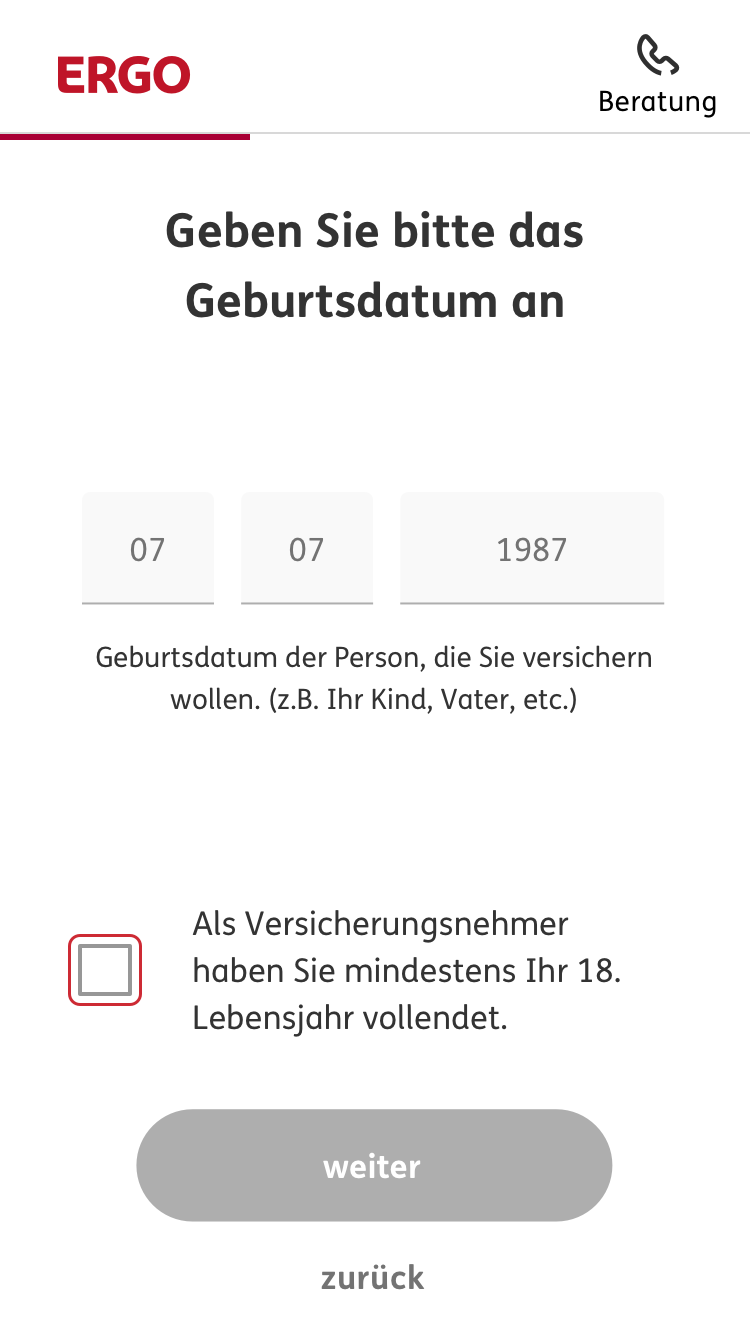 ERGO
Beratung
Geben Sie bitte das
Geburtsdatum an
07 07 1987
Geburtsdatum der Person, die Sie versichern
wollen. (z.B. Ihr Kind, Vater, etc.)
Als Versicherungsnehmer
haben Sie mindestens Ihr 18.
Lebensjahr vollendet.
weiter
zurück